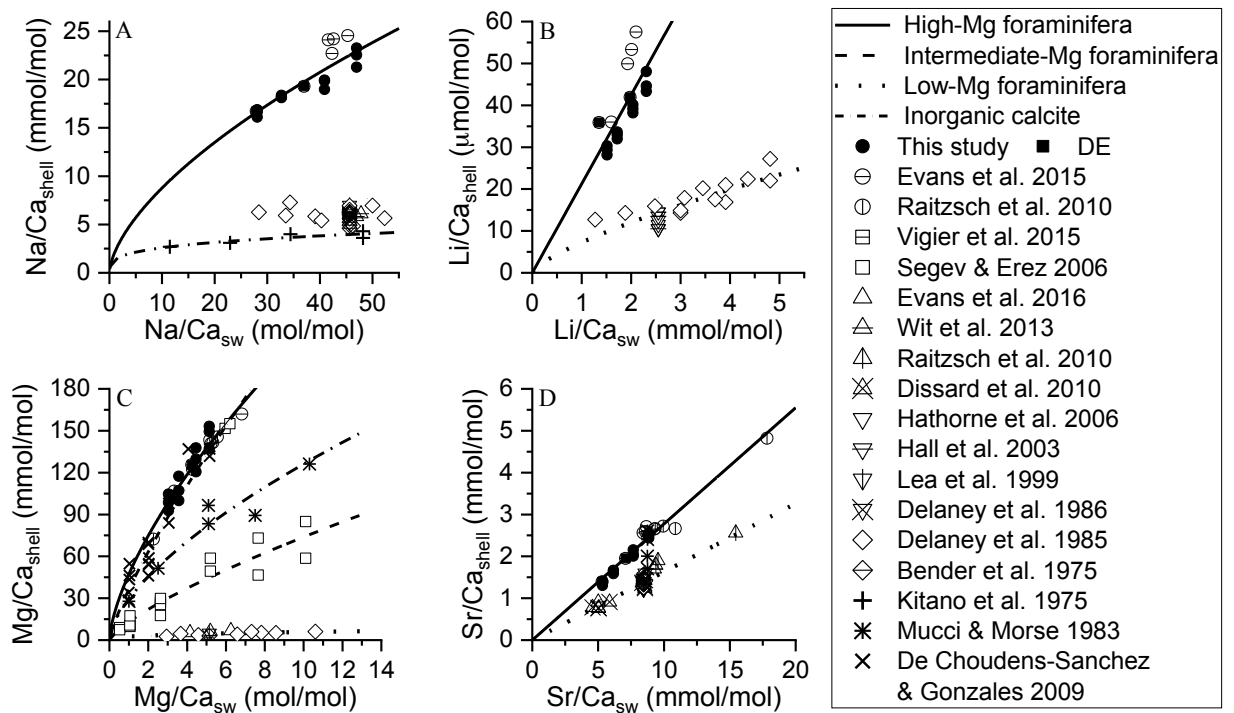 A
Na/Ca_shell (mmol/mol)
25
20
15
10
5
0
0 10 20 30 40 50
Na/Ca_sw (mol/mol)
B
Li/Ca_shell (µmol/mol)
60
50
40
30
20
10
0
0 1 2 3 4 5
Li/Ca_sw (mmol/mol)
C
Mg/Ca_shell (mmol/mol)
180
150
120
90
60
30
0
0 2 4 6 8 10 12 14
Mg/Ca_sw (mol/mol)
D
Sr/Ca_shell (mmol/mol)
6
5
4
3
2
1
0
0 5 10 15 20
Sr/Ca_sw (mmol/mol)
High-Mg foraminifera
Intermediate-Mg foraminifera
Low-Mg foraminifera
Inorganic calcite
This study DE
Evans et al. 2015
Raitzsch et al. 2010
Vigier et al. 2015
Segev & Erez 2006
Evans et al. 2016
Wit et al. 2013
Raitzsch et al. 2010
Dissard et al. 2010
Hathorne et al. 2006
Hall et al. 2003
Lea et al. 1999
Delaney et al. 1986
Delaney et al. 1985
Bender et al. 1975
Kitano et al. 1975
Mucci & Morse 1983
De Choudens-Sanchez
& Gonzales 2009